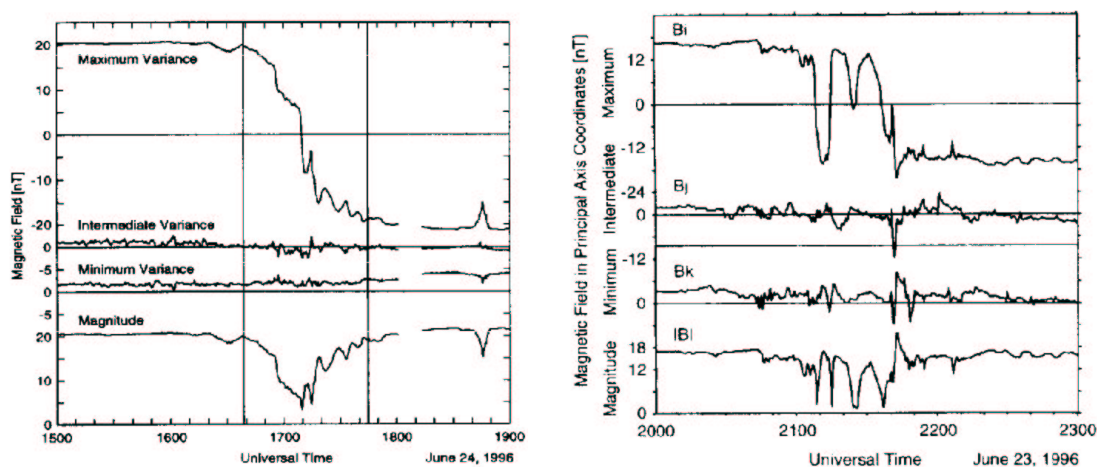 20
Maximum Variance
10
0
-10
-20
Intermediate Variance
0
-5
Minimum Variance
0
-5
Magnitude
20
10
0
1500
1600
1700
1800
1900
Universal Time
June 24, 1996
Magnetic Field [nT]
Magnetic Field in Principal Axis Coordinates [nT]
Maximum
Intermediate
Minimum
Magnitude
Bi
12
0
-12
-24
Bj
0
-12
Bk
0
|B|
18
12
6
0
2000
2100
2200
2300
Universal Time
June 23, 1996